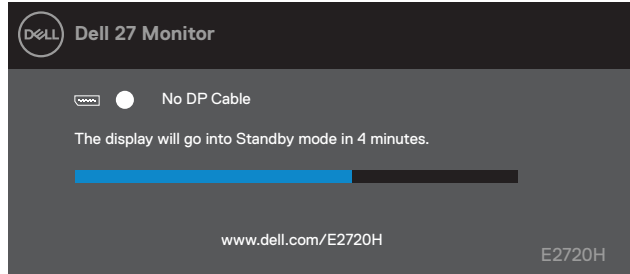 DELL Dell 27 Monitor
No DP Cable
The display will go into Standby mode in 4 minutes.
www.dell.com/E2720H
E2720H